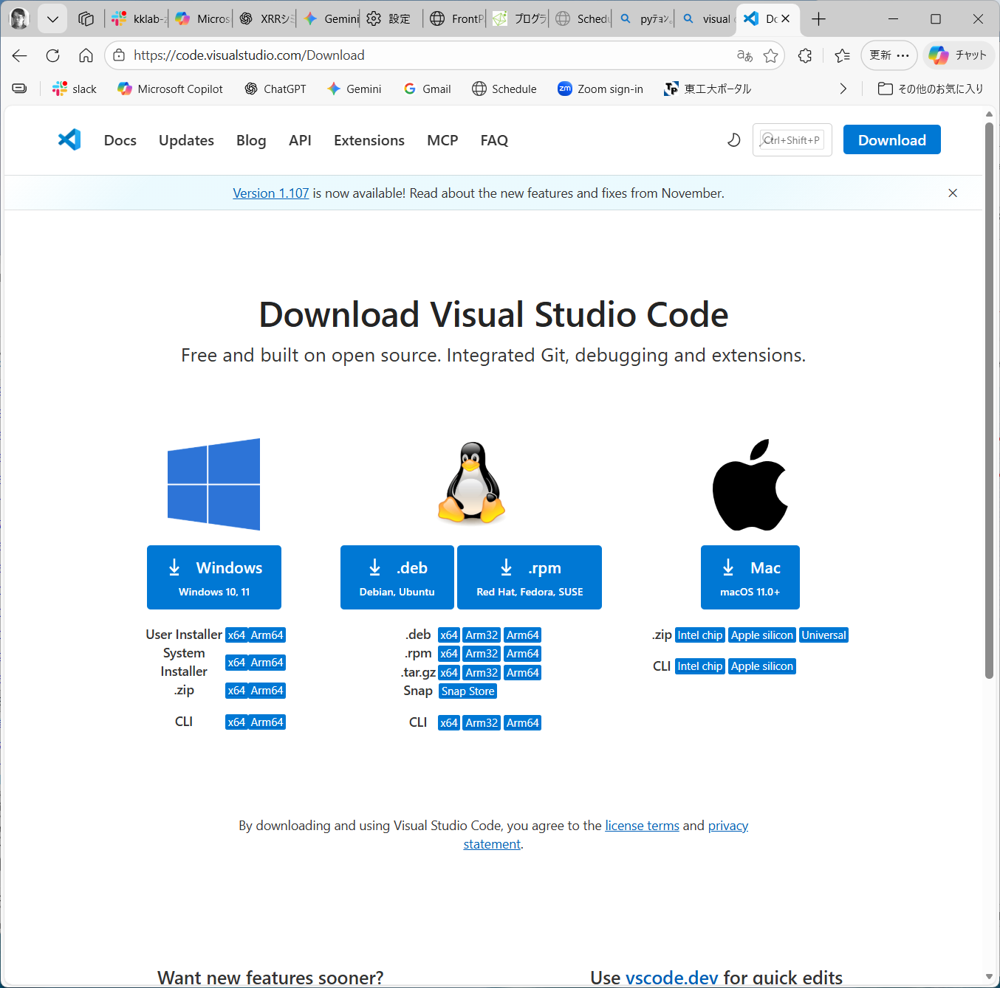 kklab-z
Micros
XRRシミ
Gemini
設定
FrontP
プログラ
Schedu
pyﾃｮﾝ。
visual c
Do
https://code.visualstudio.com/Download
更新
チャット
slack
Microsoft Copilot
ChatGPT
Gemini
Gmail
Schedule
zm Zoom sign-in
東工大ポータル
その他のお気に入り
Docs
Updates
Blog
API
Extensions
MCP
FAQ
Ctrl+Shift+P
Download
Version 1.107 is now available! Read about the new features and fixes from November.
Download Visual Studio Code
Free and built on open source. Integrated Git, debugging and extensions.
Windows
Windows 10, 11
.deb
Debian, Ubuntu
.rpm
Red Hat, Fedora, SUSE
Mac
macOS 11.0+
User Installer x64 Arm64
System
Installer x64 Arm64
.zip x64 Arm64
CLI x64 Arm64
.deb x64 Arm32 Arm64
.rpm x64 Arm32 Arm64
.tar.gz x64 Arm32 Arm64
Snap Snap Store
CLI x64 Arm32 Arm64
.zip Intel chip Apple silicon Universal
CLI Intel chip Apple silicon
By downloading and using Visual Studio Code, you agree to the license terms and privacy
statement.
Want new features sooner?
Use vscode.dev for quick edits